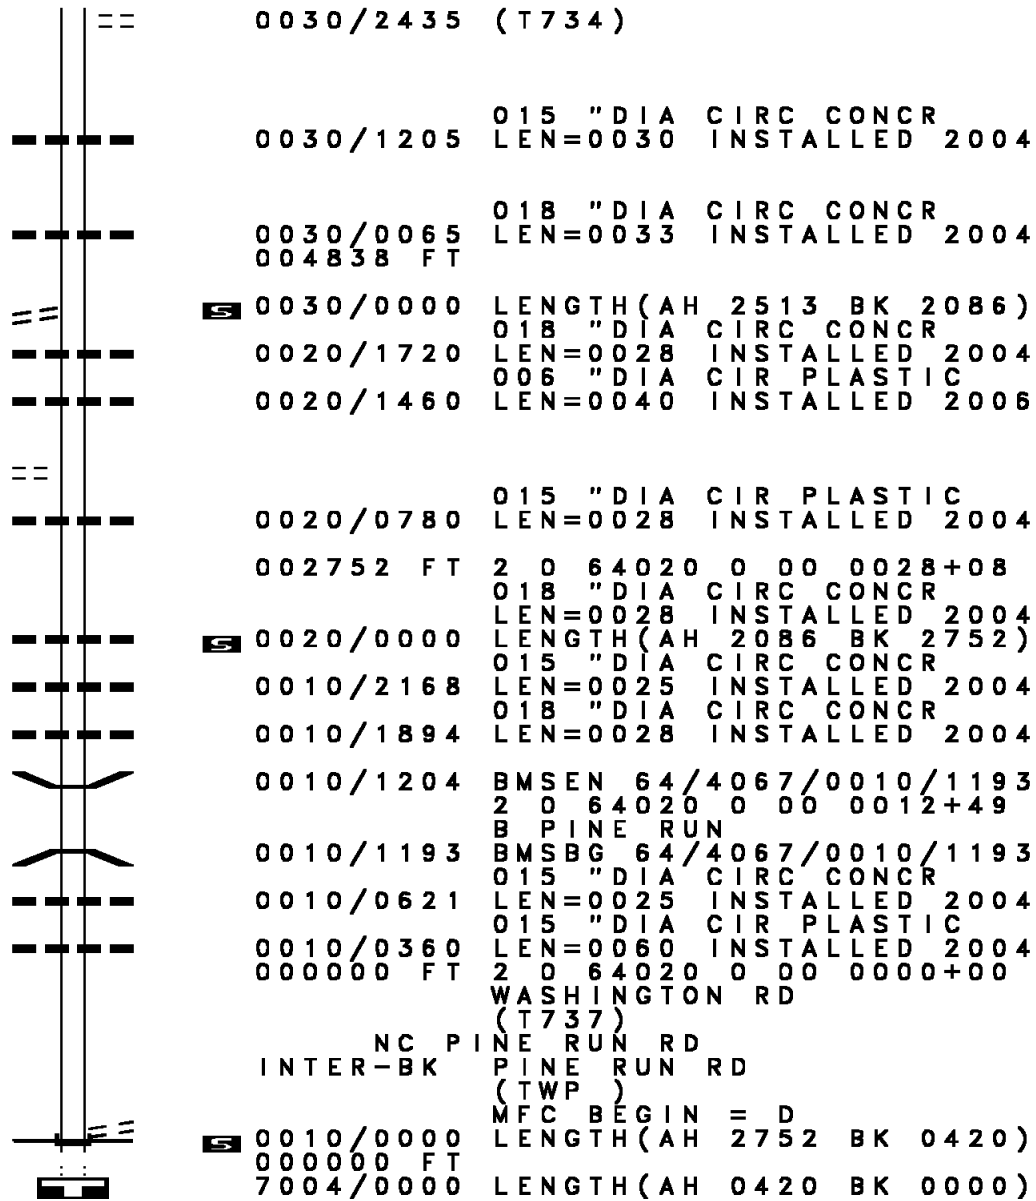 0030/2435 (T734)
015 "DIA CIRC CONCR
0030/1205 LEN=0030 INSTALLED 2004
018 "DIA CIRC CONCR
0030/0065 LEN=0033 INSTALLED 2004
004838 FT
S 0030/0000 LENGTH(AH 2513 BK 2086)
018 "DIA CIRC CONCR
0020/1720 LEN=0028 INSTALLED 2004
006 "DIA CIR PLASTIC
0020/1460 LEN=0040 INSTALLED 2006
015 "DIA CIR PLASTIC
0020/0780 LEN=0028 INSTALLED 2004
002752 FT 2 0 64020 0 00 0028+08
018 "DIA CIRC CONCR
LEN=0028 INSTALLED 2004
S 0020/0000 LENGTH(AH 2086 BK 2752)
015 "DIA CIRC CONCR
0010/2168 LEN=0025 INSTALLED 2004
018 "DIA CIRC CONCR
0010/1894 LEN=0028 INSTALLED 2004
0010/1204 BMSEN 64/4067/0010/1193
2 0 64020 0 00 0012+49
B PINE RUN
0010/1193 BMSBG 64/4067/0010/1193
015 "DIA CIRC CONCR
0010/0621 LEN=0025 INSTALLED 2004
015 "DIA CIR PLASTIC
0010/0360 LEN=0060 INSTALLED 2004
000000 FT 2 0 64020 0 00 0000+00
WASHINGTON RD
(T737)
NC PINE RUN RD
INTER-BK PINE RUN RD
(TWP )
MFC BEGIN = D
S 0010/0000 LENGTH(AH 2752 BK 0420)
000000 FT
7004/0000 LENGTH(AH 0420 BK 0000)